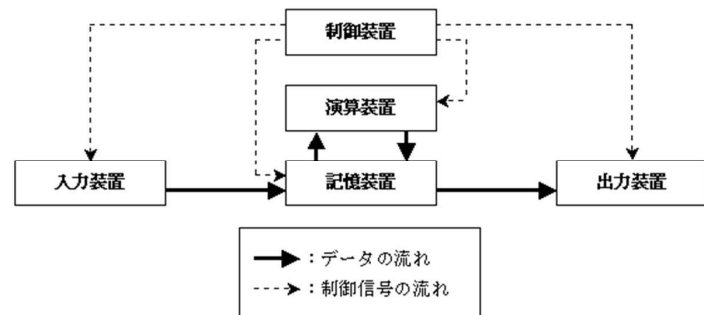 制御装置
演算装置
入力装置
記憶装置
出力装置
：データの流れ
：制御信号の流れ